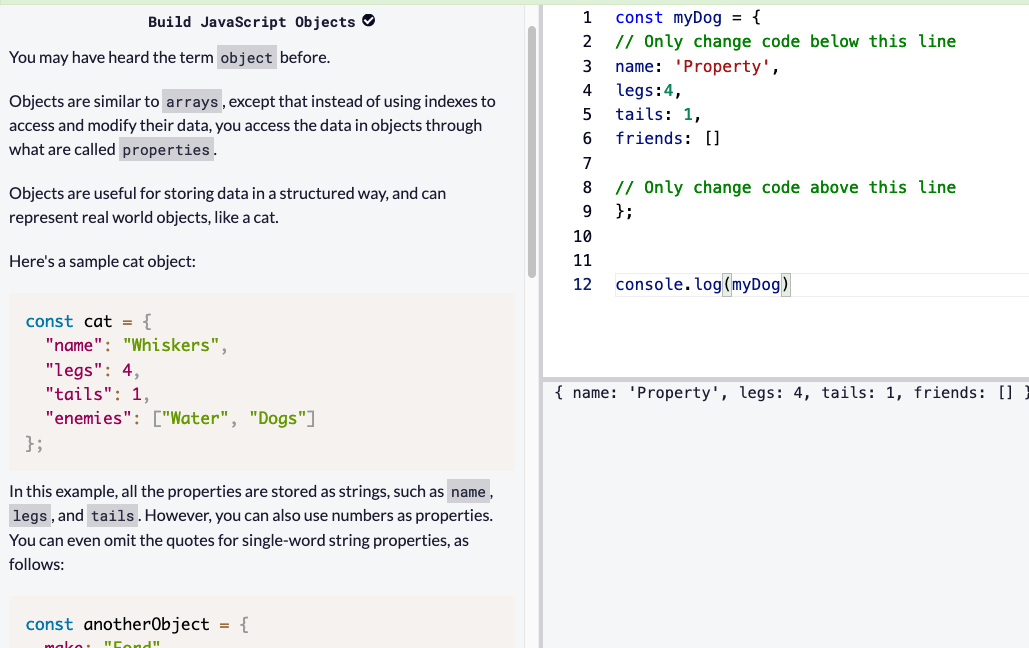 Build JavaScript Objects
You may have heard the term object before.
Objects are similar to arrays, except that instead of using indexes to
access and modify their data, you access the data in objects through
what are called properties.
Objects are useful for storing data in a structured way, and can
represent real world objects, like a cat.
Here's a sample cat object:
const cat = {
"name": "Whiskers",
"legs": 4,
"tails": 1,
"enemies": ["Water", "Dogs"]
};
In this example, all the properties are stored as strings, such as name,
legs, and tails. However, you can also use numbers as properties.
You can even omit the quotes for single-word string properties, as
follows:
const anotherObject = {
make: "Ford"
1 const myDog = {
2 // Only change code below this line
3 name: 'Property',
4 legs:4,
5 tails: 1,
6 friends: []
7
8 // Only change code above this line
9 };
10
11
12 console.log(myDog)
{ name: 'Property', legs: 4, tails: 1, friends: [] }